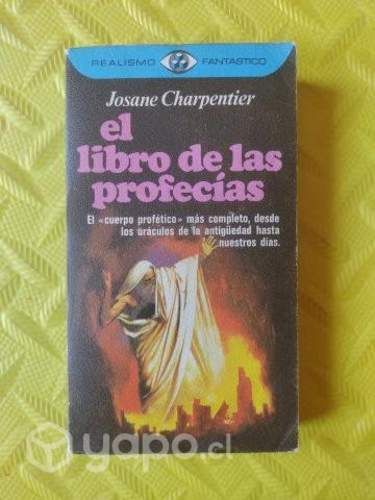 REALISMO FANTASTICO
Josane Charpentier
el
libro de las
profecías
El «cuerpo profético» más completo, desde
los oráculos de la antigüedad hasta
nuestros días.
yapo.cl